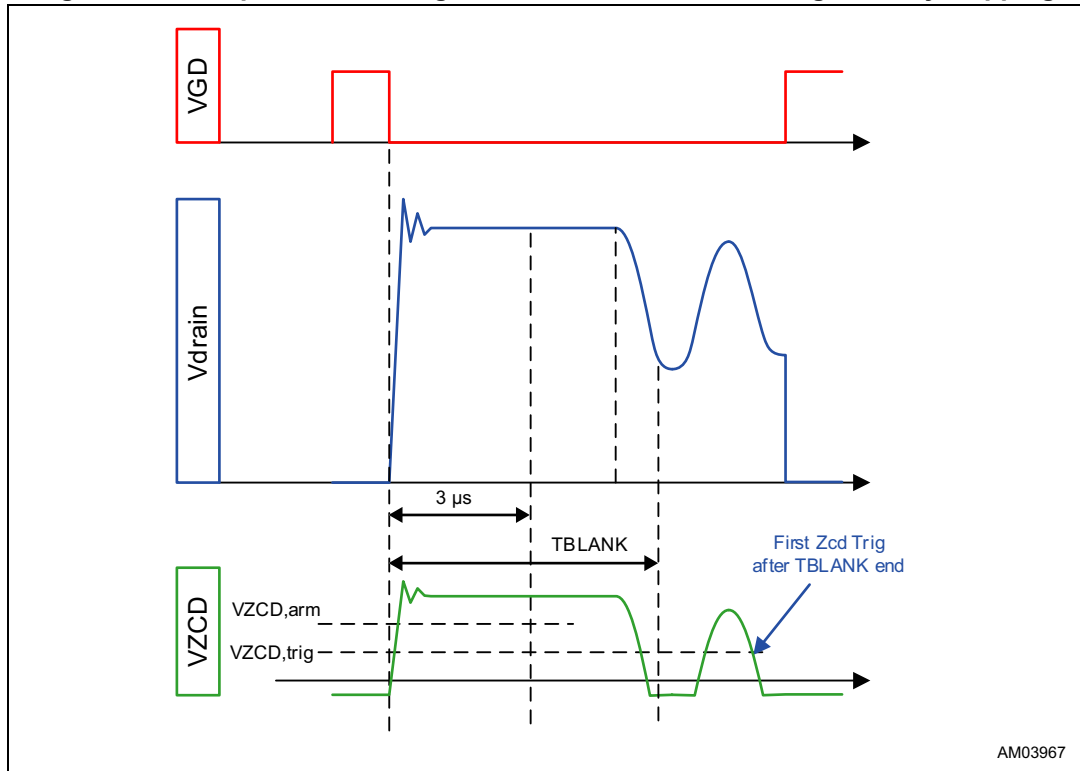 VGD
Vdrain
3 µs
TBLANK
First Zcd Trig
after TBLANK end
VZCD
VZCD,arm
VZCD,trig
AM03967